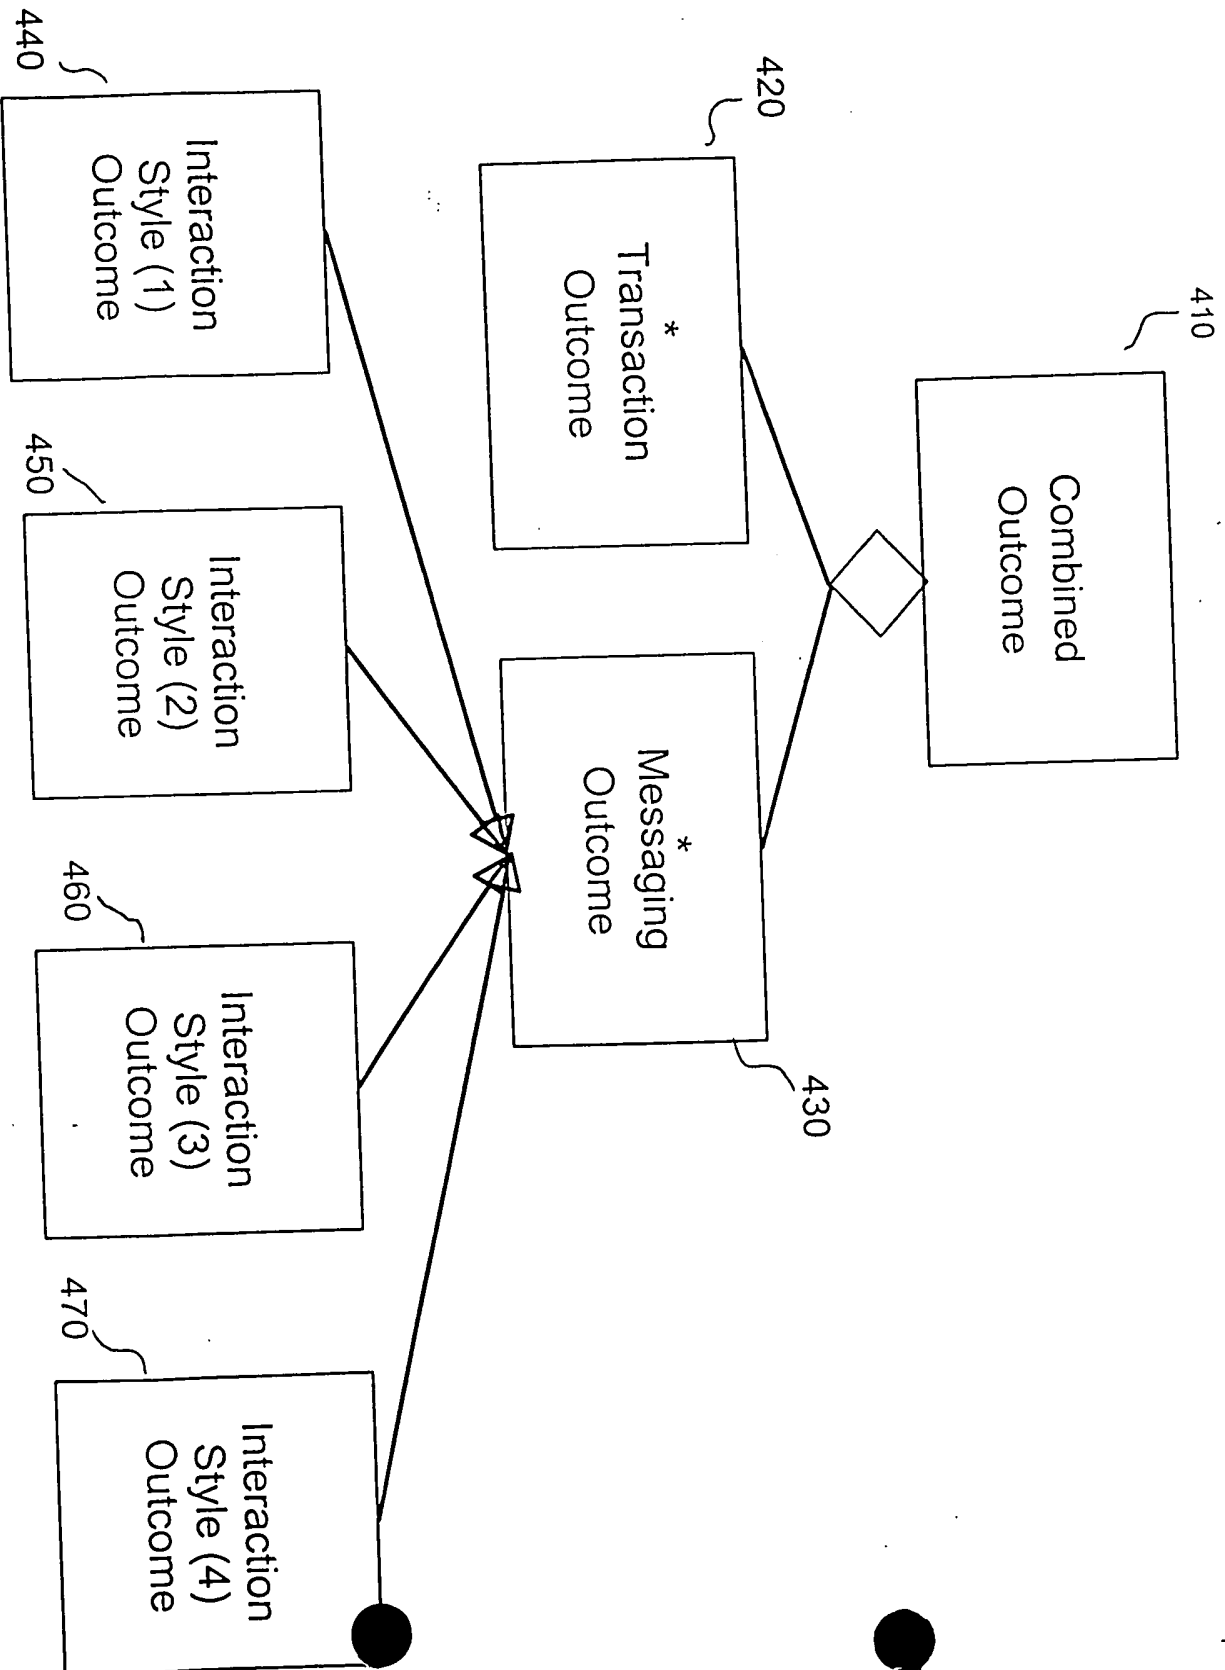 410
Combined
Outcome
420
*
Transaction
Outcome
*
Messaging
Outcome
430
440
Interaction
Style (1)
Outcome
450
Interaction
Style (2)
Outcome
460
Interaction
Style (3)
Outcome
470
Interaction
Style (4)
Outcome